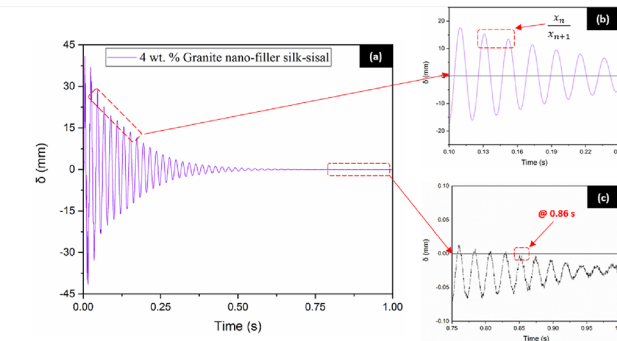 45
30
15
0
-15
-30
-45
δ (mm)
4 wt. % Granite nano-filler silk-sisal
(a)
0.00
0.25
0.50
0.75
1.00
Time (s)
(b)
x_n
x_{n+1}
20
10
0
-10
-20
δ (mm)
0.10
0.13
0.16
0.19
0.22
Time (s)
(c)
@ 0.86 s
0.10
0.05
0.00
-0.05
-0.10
δ (mm)
0.75
0.80
0.85
0.90
0.95
Time (s)